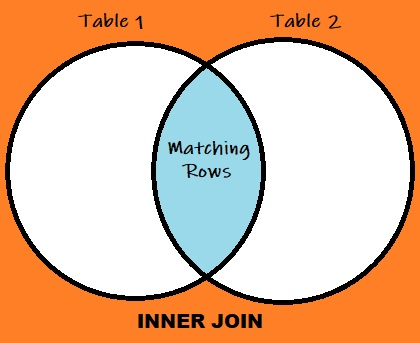 Table 1
Table 2
Matching
Rows
INNER JOIN